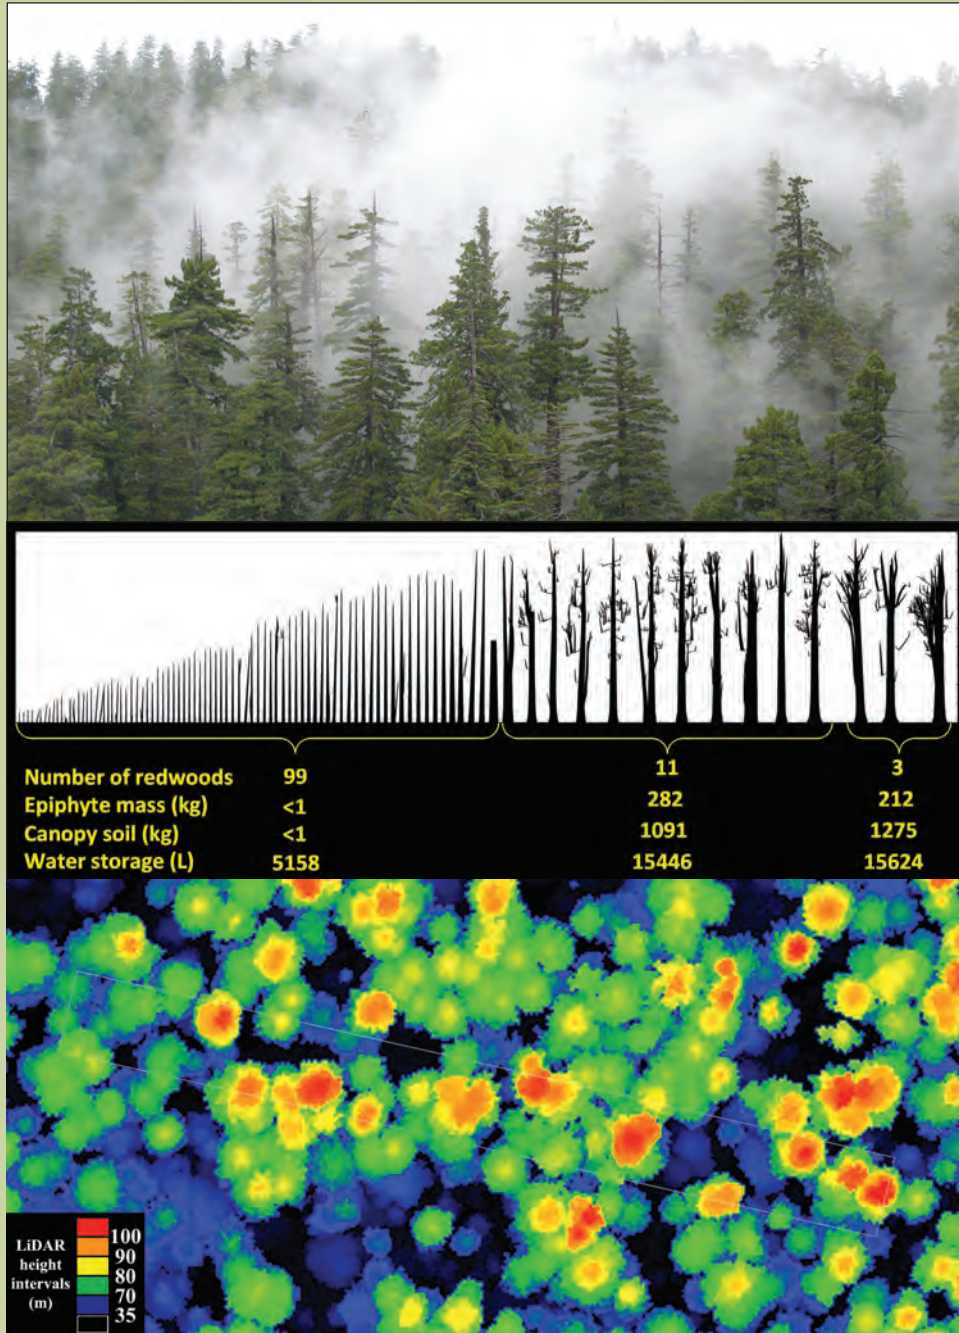 Number of redwoods 99 11 3
Epiphyte mass (kg) <1 282 212
Canopy soil (kg) <1 1091 1275
Water storage (L) 5158 15446 15624
LiDAR
height
intervals
(m)
100
90
80
70
35